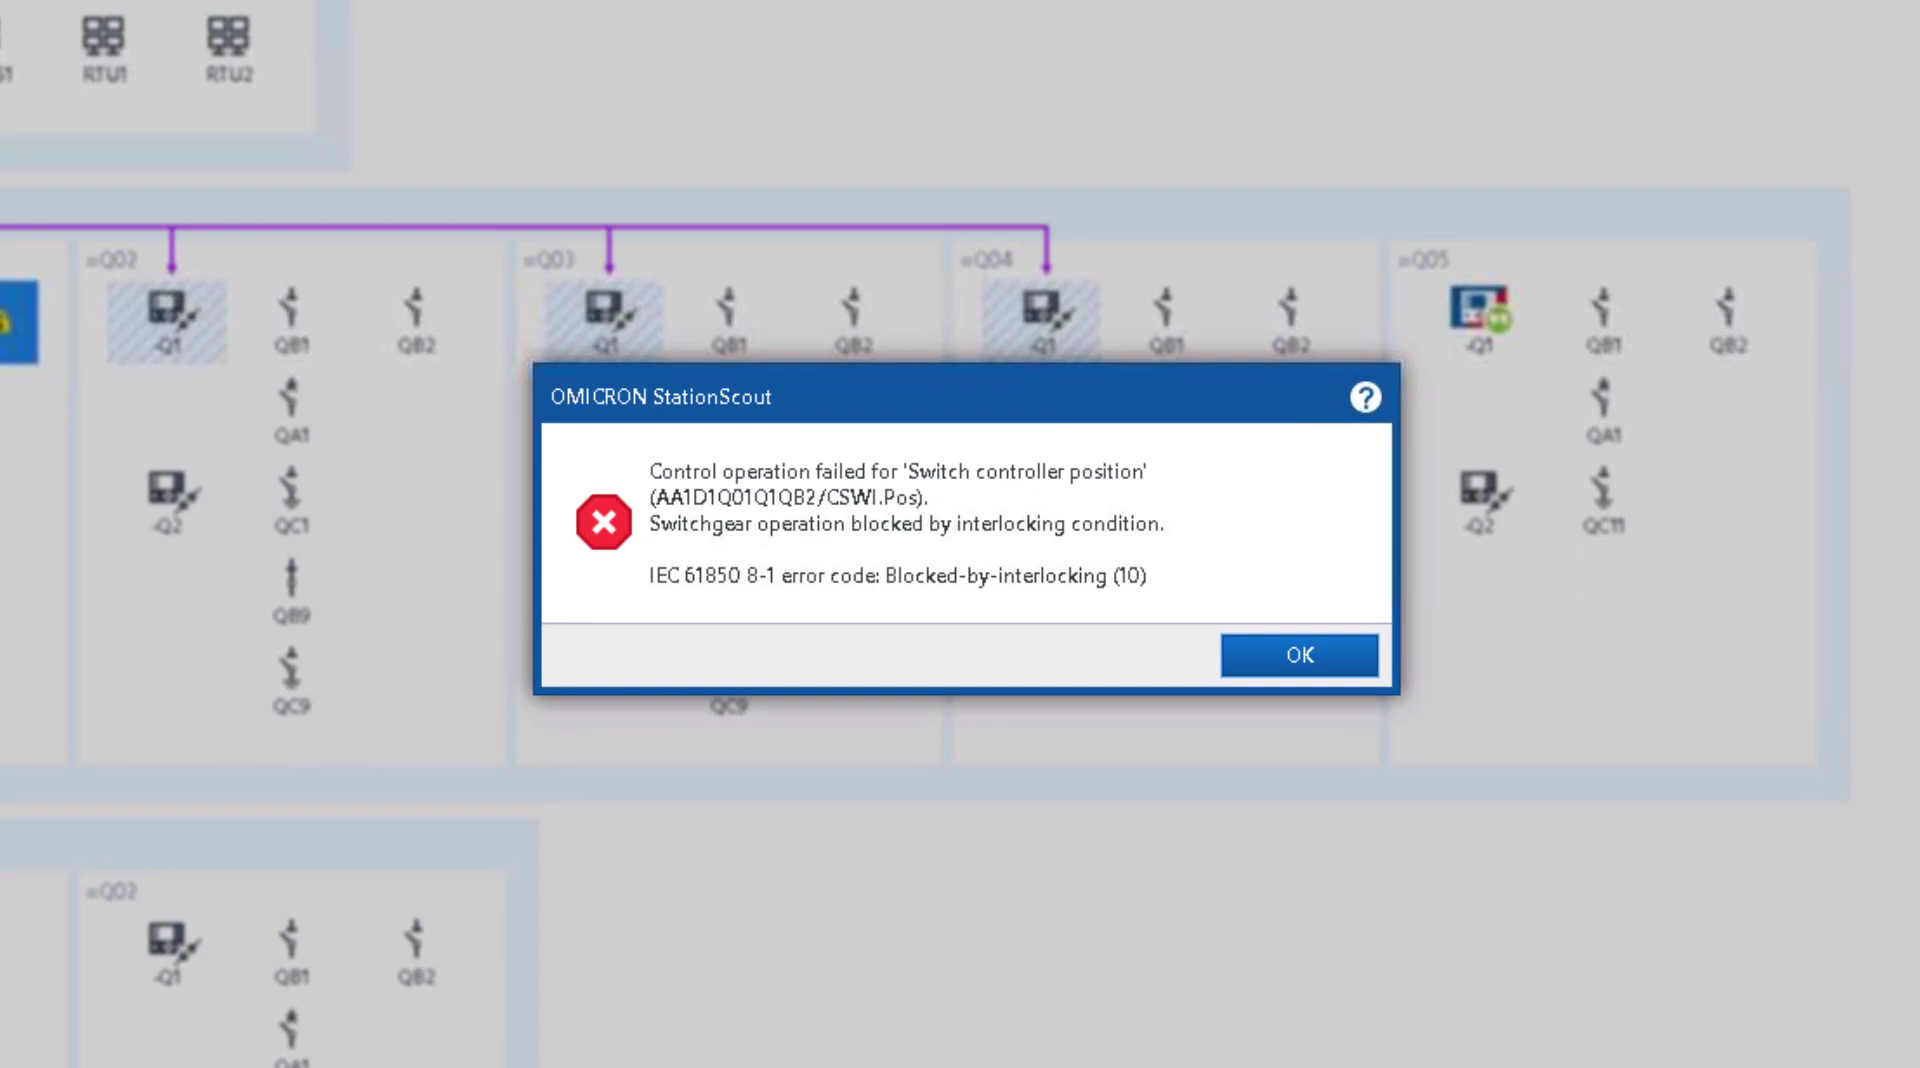 RTU1 RTU2
=Q02 =Q03 =Q04 =Q05
-Q1 QB1 QB2 -Q1 QB1 QB2 -Q1 QB1 QB2 -Q1 QB1 QB2
OMICRON StationScout
?
Control operation failed for 'Switch controller position'
(AA1D1Q01Q1QB2/CSWI.Pos).
Switchgear operation blocked by interlocking condition.
IEC 61850 8-1 error code: Blocked-by-interlocking (10)
OK
QA1 QA1
-Q2 QC1 -Q2 QC11
QB9
QC9 QC9
=Q02
-Q1 QB1 QB2
QA1